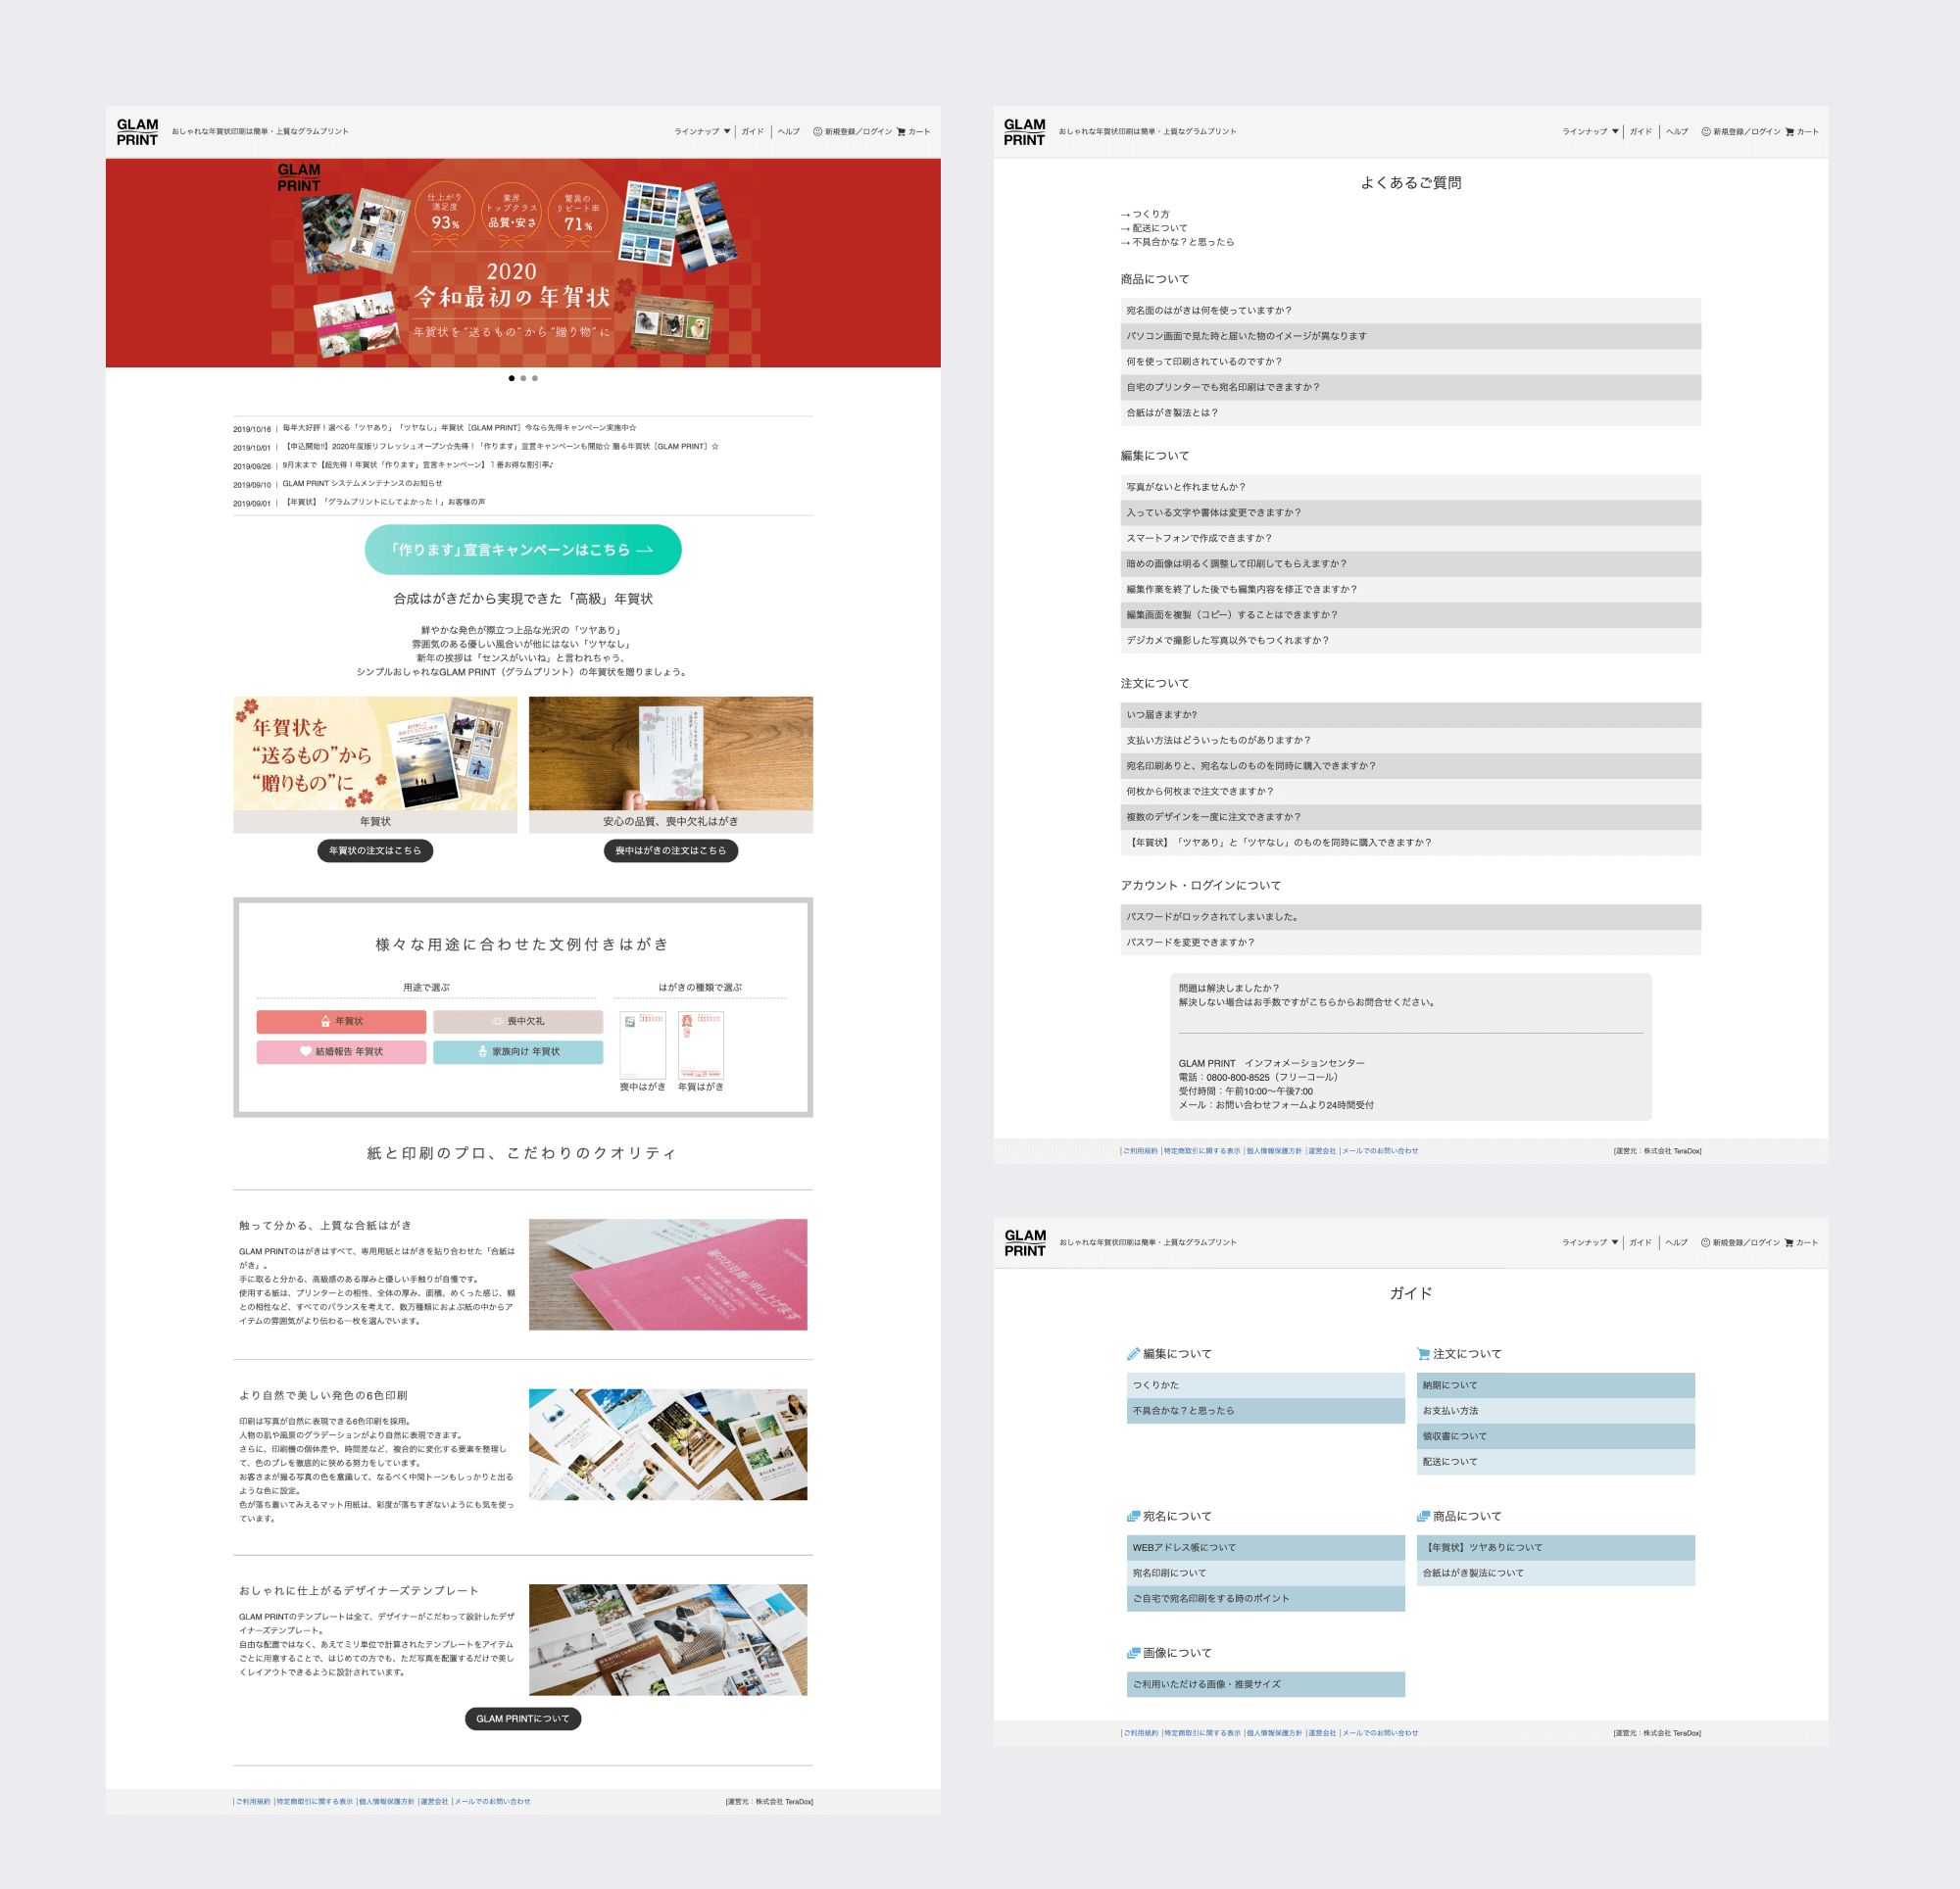 GLAM
PRINT
おしゃれな年賀状印刷は簡単・上質なグラムプリント
ラインナップ ▼
ガイド
ヘルプ
新規登録／ログイン
カート
GLAM
PRINT
仕上がり
満足度
93%
業界
トップクラス
品質・安さ
驚異の
リピート率
71%
2020
令和最初の年賀状
年賀状を“送るもの”から“贈り物”に
2019/10/16 | 毎年大好評！選べる「ツヤあり」「ツヤなし」年賀状［GLAM PRINT］今なら先得キャンペーン実施中☆
2019/10/01 | 【申込開始!!】2020年度版リフレッシュオープン☆先得！「作ります」宣言キャンペーンも開始☆ 贈る年賀状［GLAM PRINT］☆
2019/09/26 | 9月末まで【超先得！年賀状「作ります」宣言キャンペーン】１番お得な割引率♪
2019/09/10 | GLAM PRINT システムメンテナンスのお知らせ
2019/09/01 | 【年賀状】「グラムプリントにしてよかった！」お客様の声
「作ります」宣言キャンペーンはこちら
合成はがきだから実現できた「高級」年賀状
鮮やかな発色が際立つ上品な光沢の「ツヤあり」
雰囲気のある優しい風合いが他にはない「ツヤなし」
新年の挨拶は「センスがいいね」と言われちゃう、
シンプルおしゃれなGLAM PRINT（グラムプリント）の年賀状を贈りましょう。
年賀状を
“送るもの”から
“贈りもの”に
年賀状
安心の品質、喪中欠礼はがき
年賀状の注文はこちら
喪中はがきの注文はこちら
様々な用途に合わせた文例付きはがき
用途で選ぶ
はがきの種類で選ぶ
年賀状
喪中欠礼
結婚報告 年賀状
家族向け 年賀状
喪中はがき
年賀はがき
紙と印刷のプロ、こだわりのクオリティ
触って分かる、上質な合紙はがき
GLAM PRINTのはがきはすべて、専用用紙とはがきを貼り合わせた「合紙は
がき」。
手に取ると分かる、高級感のある厚みと優しい手触りが自慢です。
使用する紙は、プリンターとの相性、全体の厚み、面積、めくった感じ、糊
との相性など、すべてのバランスを考えて、数万種類におよぶ紙の中からア
イテムの雰囲気がより伝わる一枚を選んでいます。
より自然で美しい発色の6色印刷
印刷は写真が自然に表現できる6色印刷を採用。
人物の肌や風景のグラデーションがより自然に表現できます。
さらに、印刷機の個体差や、時間差など、複合的に変化する要素を整理し
て、色のブレを徹底的に狭める努力をしています。
お客さまが撮る写真の色を意識して、なるべく中間トーンもしっかりと出る
ような色に設定。
色が落ち着いてみえるマット用紙は、彩度が落ちすぎないようにも気を使っ
ています。
おしゃれに仕上がるデザイナーズテンプレート
GLAM PRINTのテンプレートは全て、デザイナーがこだわって設計したデザ
イナーズテンプレート。
自由な配置ではなく、あえてミリ単位で計算されたテンプレートをアイテム
ごとに用意することで、はじめての方でも、ただ写真を配置するだけで美し
くレイアウトできるように設計されています。
GLAM PRINTについて
| ご利用規約 | 特定商取引に関する表示 | 個人情報保護方針 | 運営会社 | メールでのお問い合わせ
[運営元：株式会社 TeraDox]
GLAM
PRINT
おしゃれな年賀状印刷は簡単・上質なグラムプリント
ラインナップ ▼
ガイド
ヘルプ
新規登録／ログイン
カート
よくあるご質問
→ つくり方
→ 配送について
→ 不具合かな？と思ったら
商品について
宛名面のはがきは何を使っていますか？
パソコン画面で見た時と届いた物のイメージが異なります
何を使って印刷されているのですか？
自宅のプリンターでも宛名印刷はできますか？
合紙はがき製法とは？
編集について
写真がないと作れませんか？
入っている文字や書体は変更できますか？
スマートフォンで作成できますか？
暗めの画像は明るく調整して印刷してもらえますか？
編集作業を終了した後でも編集内容を修正できますか？
編集画面を複製（コピー）することはできますか？
デジカメで撮影した写真以外でもつくれますか？
注文について
いつ届きますか?
支払い方法はどういったものがありますか？
宛名印刷ありと、宛名なしのものを同時に購入できますか？
何枚から何枚まで注文できますか？
複数のデザインを一度に注文できますか？
【年賀状】「ツヤあり」と「ツヤなし」のものを同時に購入できますか？
アカウント・ログインについて
パスワードがロックされてしまいました。
パスワードを変更できますか？
問題は解決しましたか？
解決しない場合はお手数ですがこちらからお問合せください。
GLAM PRINT　インフォメーションセンター
電話：0800-800-8525（フリーコール）
受付時間：午前10:00〜午後7:00
メール：お問い合わせフォームより24時間受付
| ご利用規約 | 特定商取引に関する表示 | 個人情報保護方針 | 運営会社 | メールでのお問い合わせ
[運営元：株式会社 TeraDox]
GLAM
PRINT
おしゃれな年賀状印刷は簡単・上質なグラムプリント
ラインナップ ▼
ガイド
ヘルプ
新規登録／ログイン
カート
ガイド
編集について
つくりかた
不具合かな？と思ったら
注文について
納期について
お支払い方法
領収書について
配送について
宛名について
WEBアドレス帳について
宛名印刷について
ご自宅で宛名印刷をする時のポイント
商品について
【年賀状】ツヤありについて
合紙はがき製法について
画像について
ご利用いただける画像・推奨サイズ
| ご利用規約 | 特定商取引に関する表示 | 個人情報保護方針 | 運営会社 | メールでのお問い合わせ
[運営元：株式会社 TeraDox]